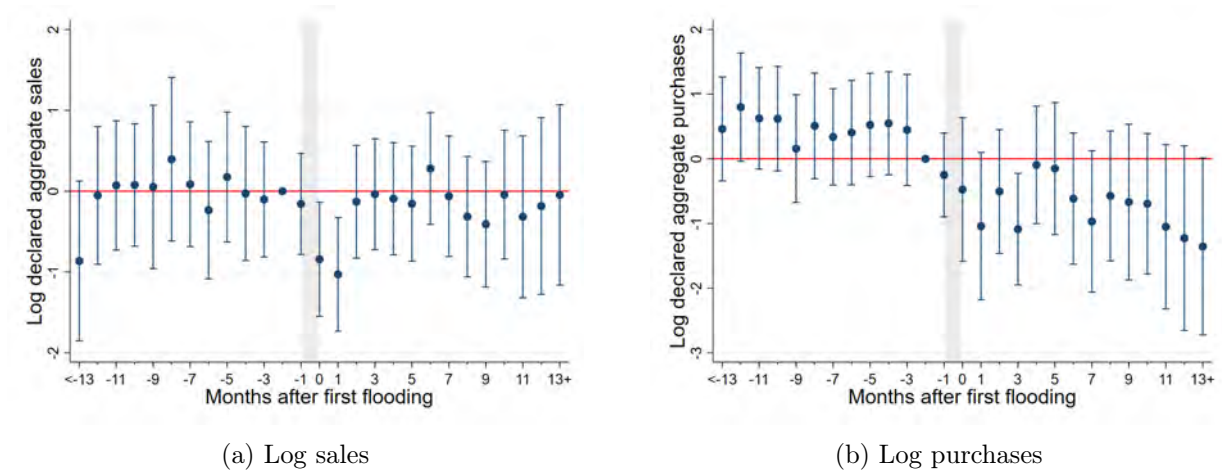 Log declared aggregate sales
2
1
0
-1
-2
<-13 -11 -9 -7 -5 -3 -1 0 1 3 5 7 9 11 13+
Months after first flooding
(a) Log sales
Log declared aggregate purchases
2
1
0
-1
-2
-3
<-13 -11 -9 -7 -5 -3 -1 0 1 3 5 7 9 11 13+
Months after first flooding
(b) Log purchases